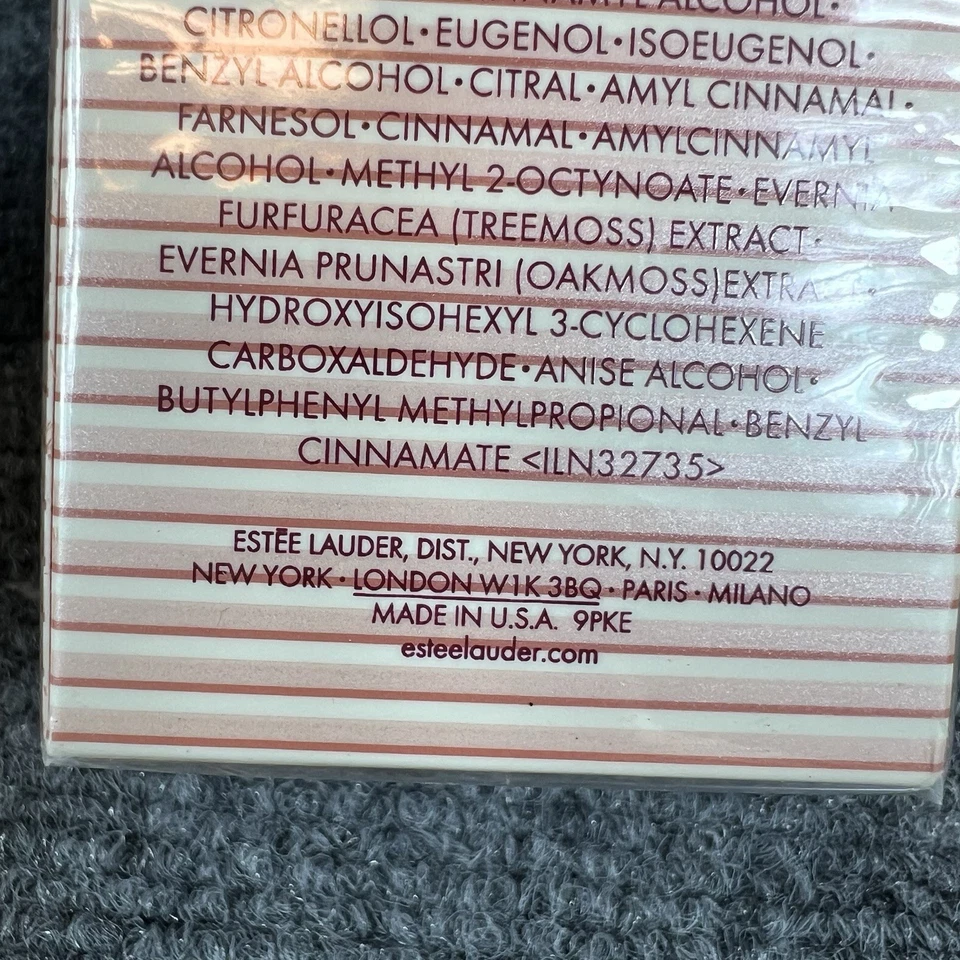 CINNAMYL ALCOHOL•
CITRONELLOL•EUGENOL•ISOEUGENOL•
BENZYL ALCOHOL•CITRAL•AMYL CINNAMAL•
FARNESOL•CINNAMAL•AMYLCINNAMYL
ALCOHOL•METHYL 2-OCTYNOATE•EVERNIA
FURFURACEA (TREEMOSS) EXTRACT•
EVERNIA PRUNASTRI (OAKMOSS)EXTRACT•
HYDROXYISOHEXYL 3-CYCLOHEXENE
CARBOXALDEHYDE•ANISE ALCOHOL•
BUTYLPHENYL METHYLPROPIONAL•BENZYL
CINNAMATE <ILN32735>
ESTĒE LAUDER, DIST., NEW YORK, N.Y. 10022
NEW YORK • LONDON W1K 3BQ • PARIS • MILANO
MADE IN U.S.A. 9PKE
esteelauder.com